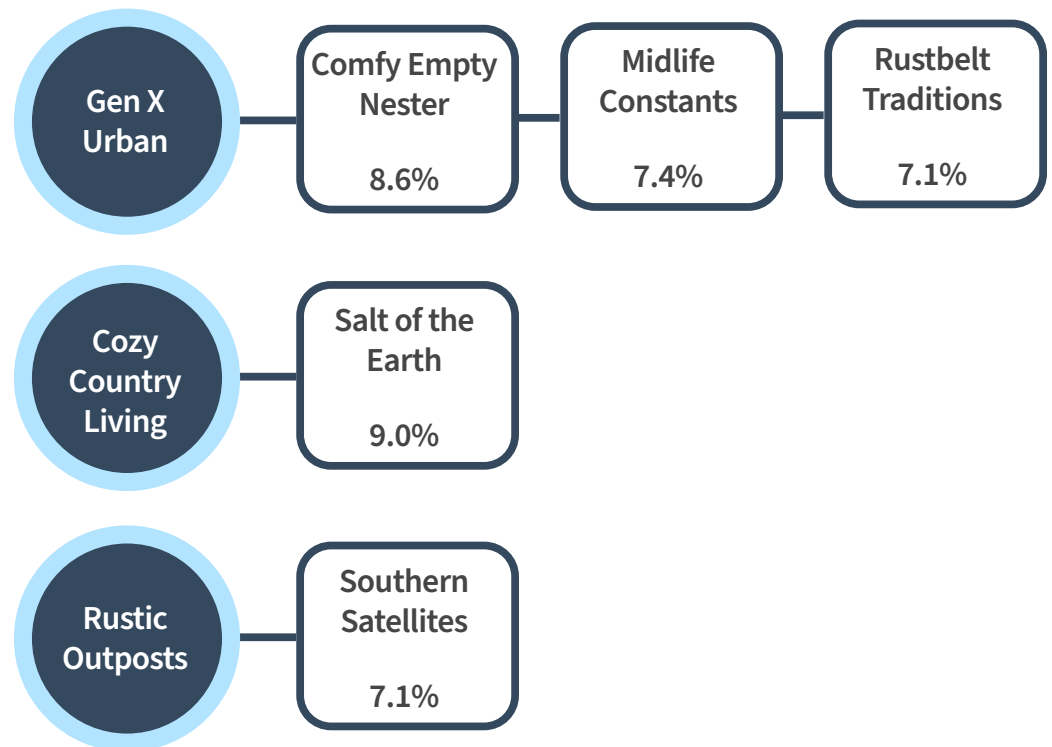 Gen X
Urban
Comfy Empty
Nester
8.6%
Midlife
Constants
7.4%
Rustbelt
Traditions
7.1%
Cozy
Country
Living
Salt of the
Earth
9.0%
Rustic
Outposts
Southern
Satellites
7.1%